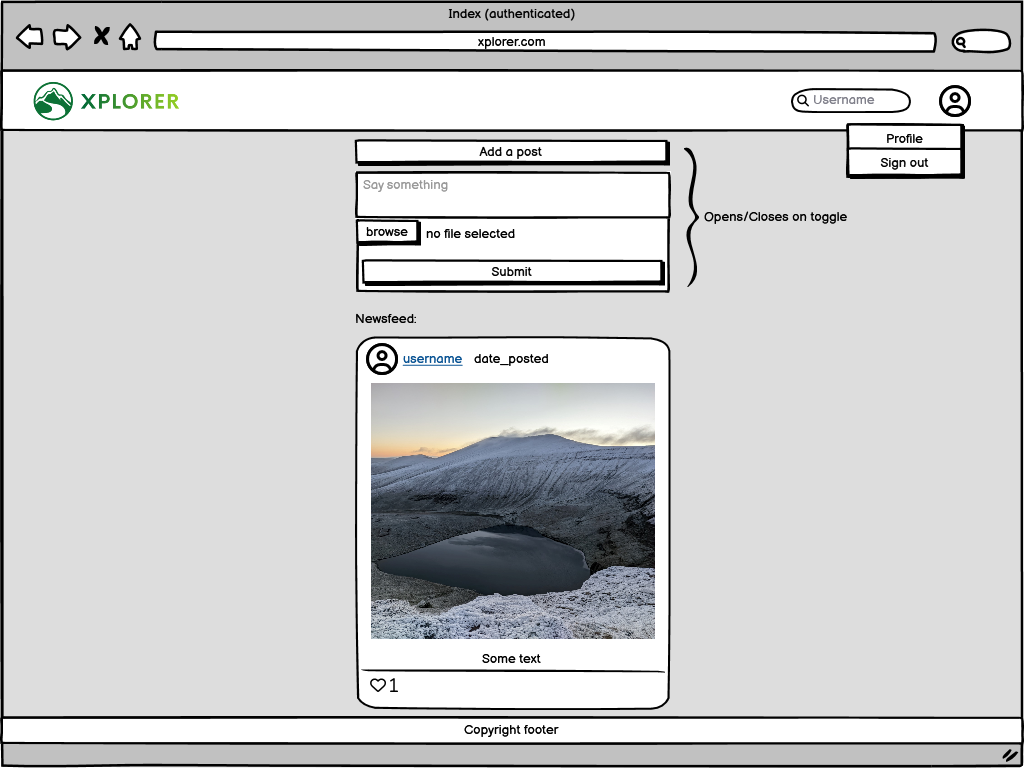 Index (authenticated)
xplorer.com
XPLORER
Username
Profile
Sign out
Add a post
Say something
browse
no file selected
Submit
Opens/Closes on toggle
Newsfeed:
username date_posted
Some text
1
Copyright footer